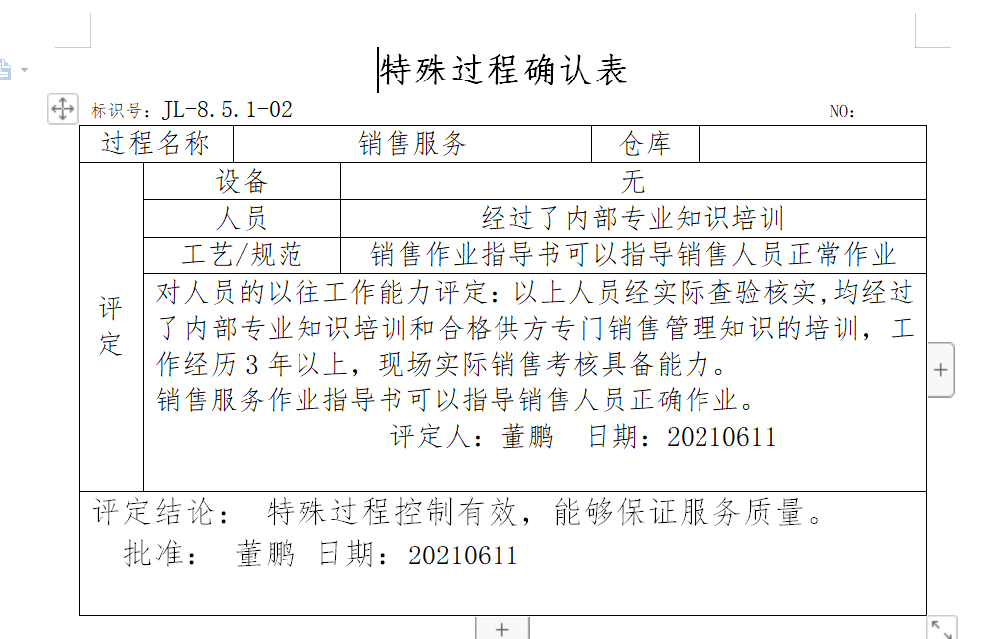 特殊过程确认表
标识号：JL-8.5.1-02 NO：
过程名称 销售服务 仓库
设备 无
人员 经过了内部专业知识培训
工艺/规范 销售作业指导书可以指导销售人员正常作业
评定
对人员的以往工作能力评定：以上人员经实际查验核实,均经过
了内部专业知识培训和合格供方专门销售管理知识的培训，工
作经历3年以上，现场实际销售考核具备能力。
销售服务作业指导书可以指导销售人员正确作业。
评定人：董鹏 日期：20210611
评定结论： 特殊过程控制有效，能够保证服务质量。
批准： 董鹏 日期：20210611